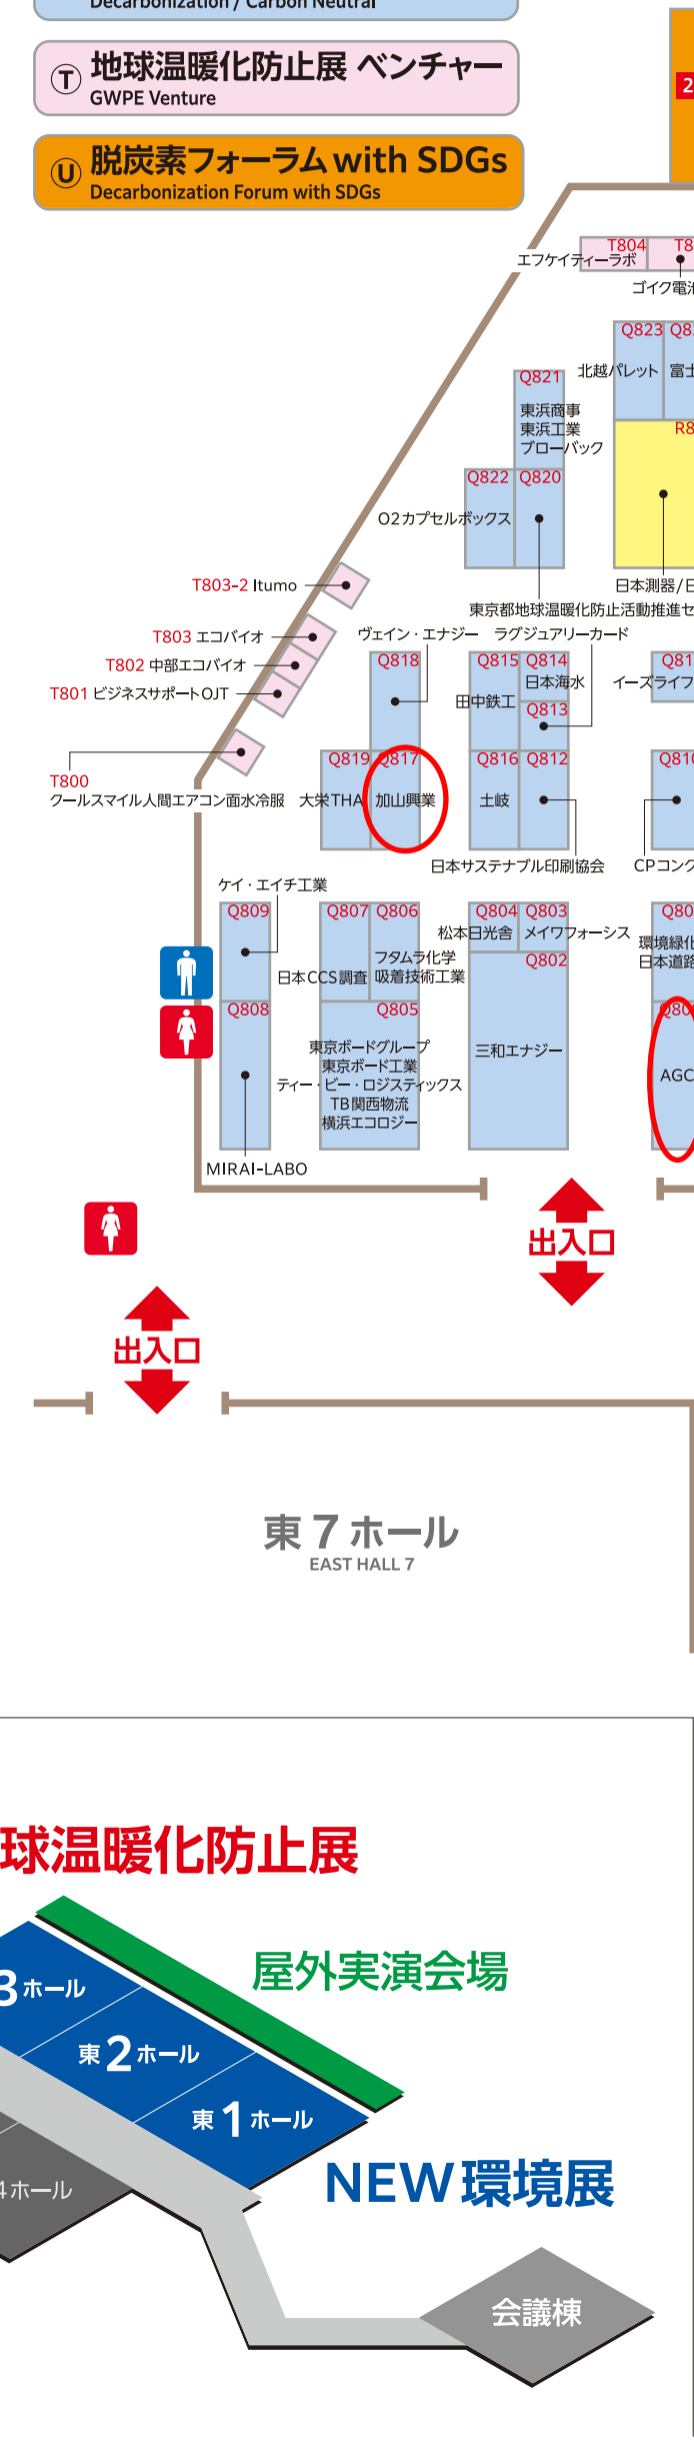 Decarbonization / Carbon Neutral
T 地球温暖化防止展 ベンチャー
GWPE Venture
U 脱炭素フォーラム with SDGs
Decarbonization Forum with SDGs
T804
エフケイティーラボ
ゴイク電池
Q823
北越パレット
富士
Q821
東浜商事
東浜工業
ブローバック
Q822
Q820
O2カプセルボックス
日本測器/日
東京都地球温暖化防止活動推進セ
T803-2 Itumo
T803 エコバイオ
T802 中部エコバイオ
T801 ビジネスサポートOJT
T800
クールスマイル人間エアコン面水冷服
ヴェイン・エナジー
ラグジュアリーカード
Q818
Q815
Q814
田中鉄工
日本海水
Q813
イーズライフ
Q819
Q817
Q816
Q812
大栄THA
加山興業
土岐
日本サステナブル印刷協会
CPコンク
ケイ・エイチ工業
Q809
Q807
Q806
Q804
Q803
松本日光舎
メイワフォーシス
Q802
フタムラ化学
吸着技術工業
日本CCS調査
環境緑化
日本道路
Q808
Q805
東京ボードグループ
東京ボード工業
ティー・ビー・ロジスティックス
TB関西物流
横浜エコロジー
三和エナジー
AGC
MIRAI-LABO
出入口
出入口
東7ホール
EAST HALL 7
球温暖化防止展
屋外実演会場
3ホール
東2ホール
東1ホール
4ホール
NEW環境展
会議棟